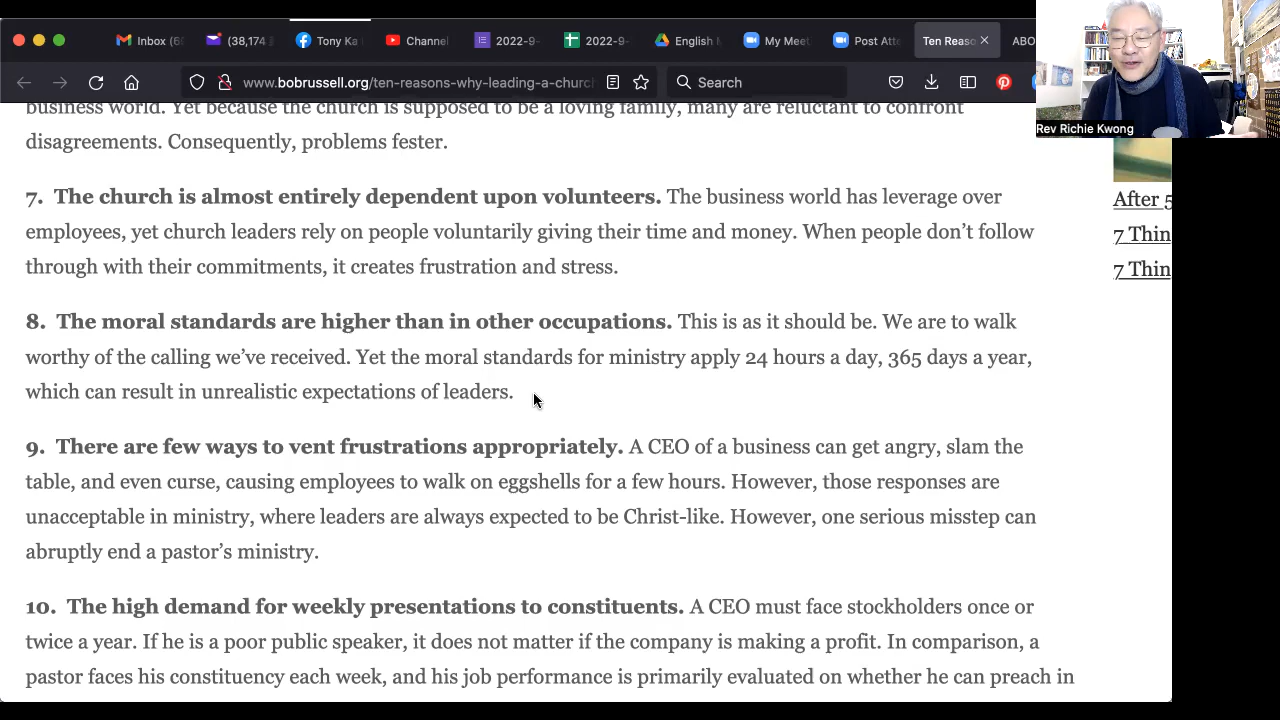 Inbox (6
(38,174
Tony Ka
Channel
2022-9-
2022-9-
English
My Mee
Post Att
Ten Reaso
ABO
www.bobrussell.org/ten-reasons-why-leading-a-church
Search
Rev Richie Kwong
business world. Yet because the church is supposed to be a loving family, many are reluctant to confront
disagreements. Consequently, problems fester.
7. The church is almost entirely dependent upon volunteers. The business world has leverage over
employees, yet church leaders rely on people voluntarily giving their time and money. When people don’t follow
through with their commitments, it creates frustration and stress.
8. The moral standards are higher than in other occupations. This is as it should be. We are to walk
worthy of the calling we’ve received. Yet the moral standards for ministry apply 24 hours a day, 365 days a year,
which can result in unrealistic expectations of leaders.
9. There are few ways to vent frustrations appropriately. A CEO of a business can get angry, slam the
table, and even curse, causing employees to walk on eggshells for a few hours. However, those responses are
unacceptable in ministry, where leaders are always expected to be Christ-like. However, one serious misstep can
abruptly end a pastor’s ministry.
10. The high demand for weekly presentations to constituents. A CEO must face stockholders once or
twice a year. If he is a poor public speaker, it does not matter if the company is making a profit. In comparison, a
pastor faces his constituency each week, and his job performance is primarily evaluated on whether he can preach in
After 5
7 Thin
7 Thin